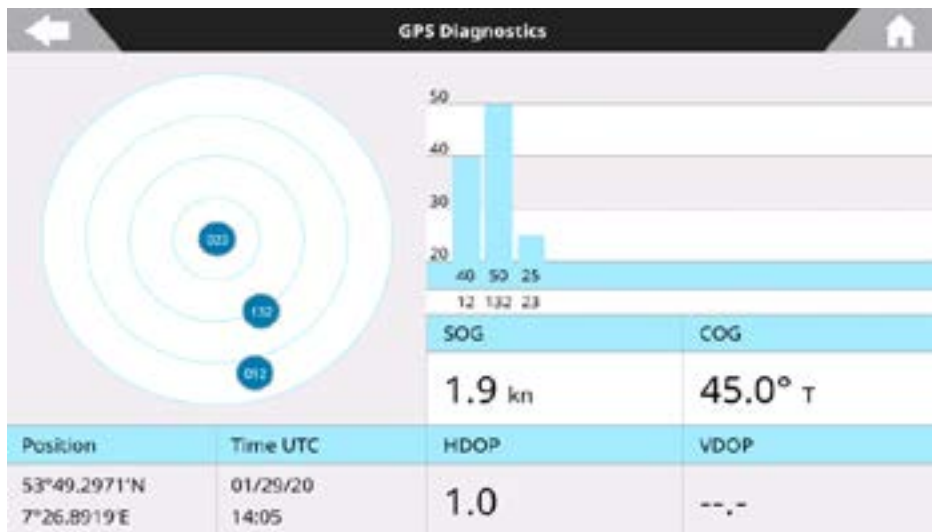 GPS Diagnostics
50
40
30
20
40 50 25
12 132 23
023
132
012
SOG
COG
1.9 kn
45.0° T
Position
Time UTC
HDOP
VDOP
53°49.2971'N
7°26.8919'E
01/29/20
14:05
1.0
--.-